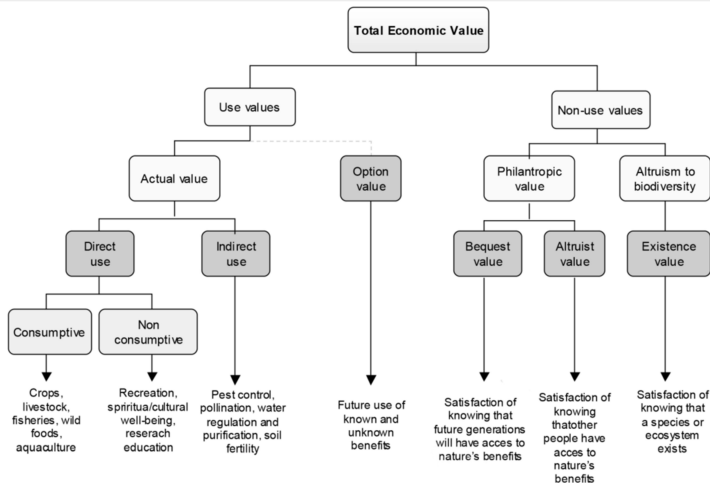 Total Economic Value
Use values
Non-use values
Actual value
Option
value
Philantropic
value
Altruism to
biodiversity
Direct
use
Indirect
use
Bequest
value
Altruist
value
Existence
value
Consumptive
Non
consumptive
Crops,
livestock,
fisheries, wild
foods,
aquaculture
Recreation,
spriritua/cultural
well-being,
reserach
education
Pest control,
pollination, water
regulation and
purification, soil
fertility
Future use of
known and
unknown
benefits
Satisfaction of
knowing that
future generations
will have acces to
nature's benefits
Satisfaction of
knowing
thatother
people have
acces to
nature's
benefits
Satisfaction of
knowing that
a species or
ecosystem
exists